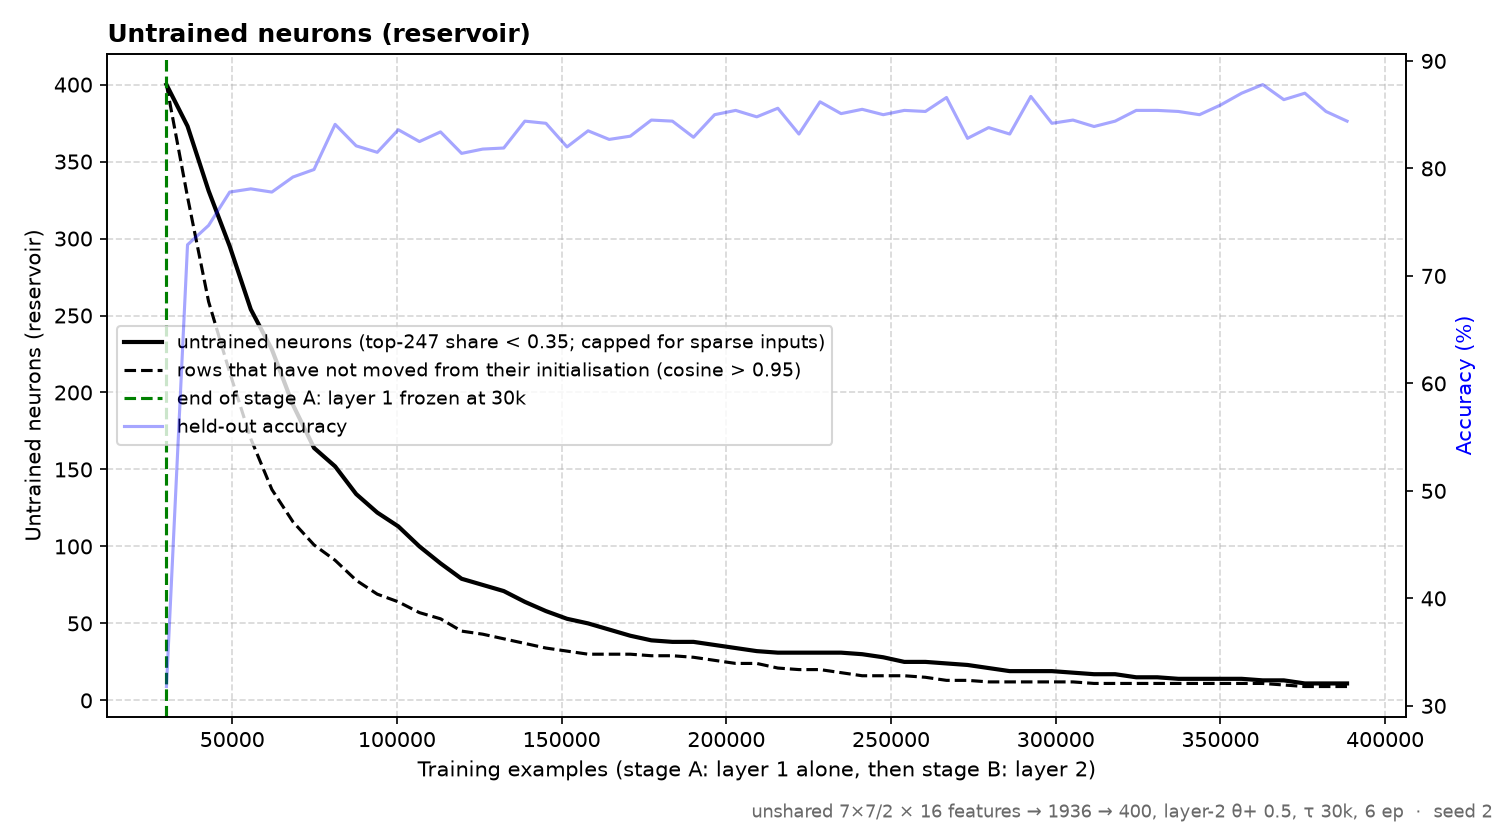 Untrained neurons (reservoir)
400
350
300
250
200
150
100
50
0
Untrained neurons (reservoir)
90
80
70
60
50
40
30
Accuracy (%)
untrained neurons (top-247 share < 0.35; capped for sparse inputs)
rows that have not moved from their initialisation (cosine > 0.95)
end of stage A: layer 1 frozen at 30k
held-out accuracy
50000 100000 150000 200000 250000 300000 350000 400000
Training examples (stage A: layer 1 alone, then stage B: layer 2)
unshared 7×7/2 × 16 features → 1936 → 400, layer-2 θ+ 0.5, τ 30k, 6 ep · seed 2